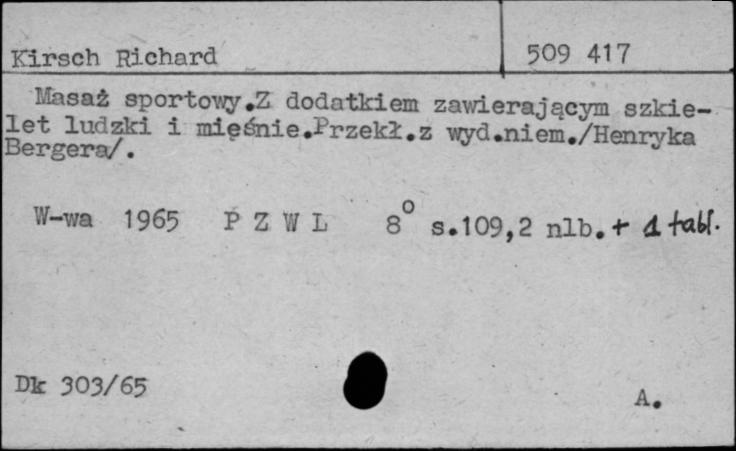 Kirsch Richard 509 417
Masaż sportowy.Z dodatkiem zawierającym szkie-
let ludzki i mięśnie.Przekł.z wyd.niem./Henryka
Bergera/.
W-wa 1965 P Z W L 8° s.109,2 nlb.+ 1 tabl.
Dk 303/65
A.